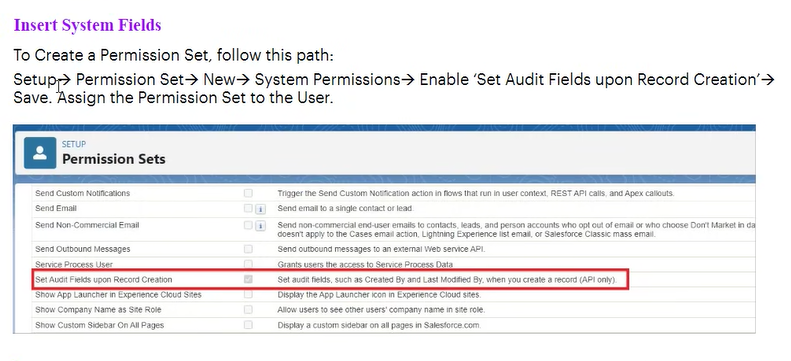 Insert System Fields
To Create a Permission Set, follow this path:
Setup→ Permission Set→ New→ System Permissions→ Enable ‘Set Audit Fields upon Record Creation’→
Save. Assign the Permission Set to the User.
SETUP
Permission Sets
Send Custom Notifications Trigger the Send Custom Notification action in flows that run in user context, REST API calls, and Apex callouts.
Send Email i Send email to a single contact or lead.
Send Non-Commercial Email i Send non-commercial end-user emails to contacts, leads, and person accounts who opt out of email or who choose Don't Market in da
doesn't apply to the Cases email action, Lightning Experience list email, or Salesforce Classic mass email.
Send Outbound Messages Send outbound messages to an external Web service API.
Service Process User Grants users the access to Service Process Data
Set Audit Fields upon Record Creation Set audit fields, such as Created By and Last Modified By, when you create a record (API only).
Show App Launcher in Experience Cloud Sites Display the App Launcher icon in Experience Cloud sites.
Show Company Name as Site Role Allow users to see other users' company name in site role.
Show Custom Sidebar On All Pages Display a custom sidebar on all pages in Salesforce.com.